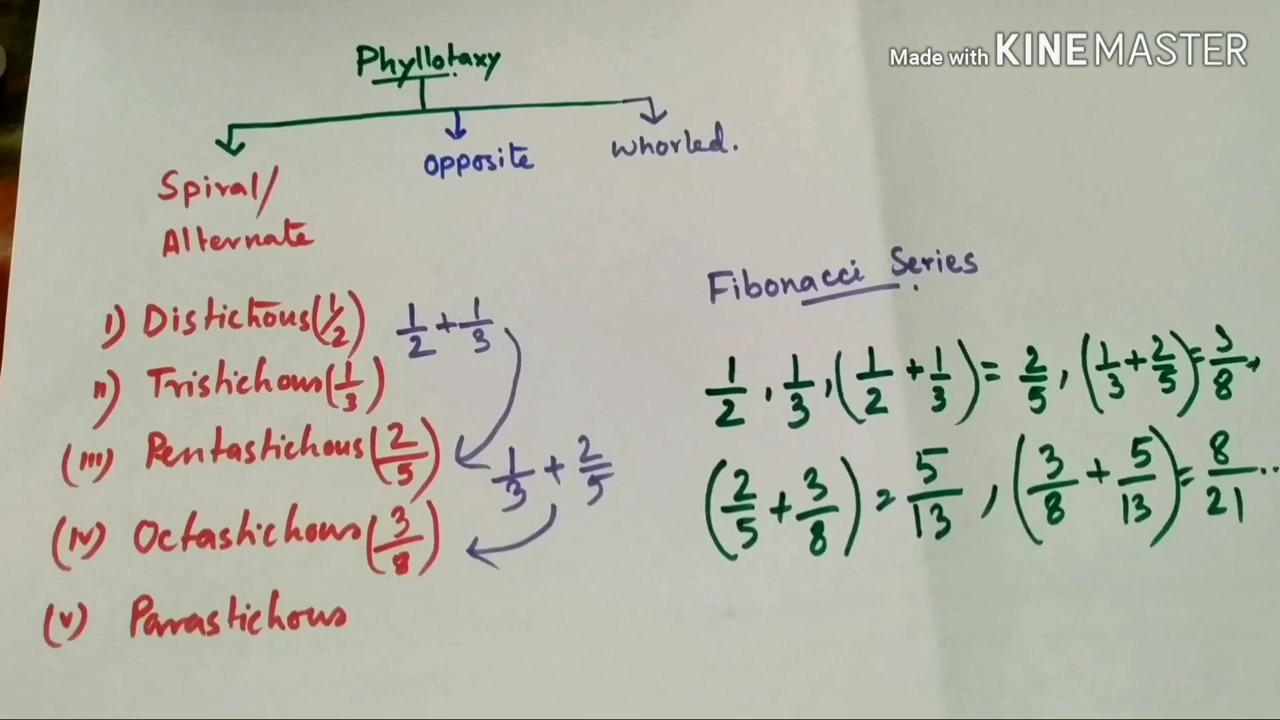 Made with KINEMASTER
Phyllotaxy
Spiral/
Alternate
opposite
whorled.
i) Distichous(1/2) 1/2 + 1/3
ii) Tristichous(1/3)
(iii) Pentastichous(2/5) 1/3 + 2/5
(iv) Octastichous(3/8)
(v) Parastichous
Fibonacci Series
1/2, 1/3, (1/2 + 1/3) = 2/5, (1/3 + 2/5) = 3/8,
(2/5 + 3/8) = 5/13, (3/8 + 5/13) = 8/21 ...